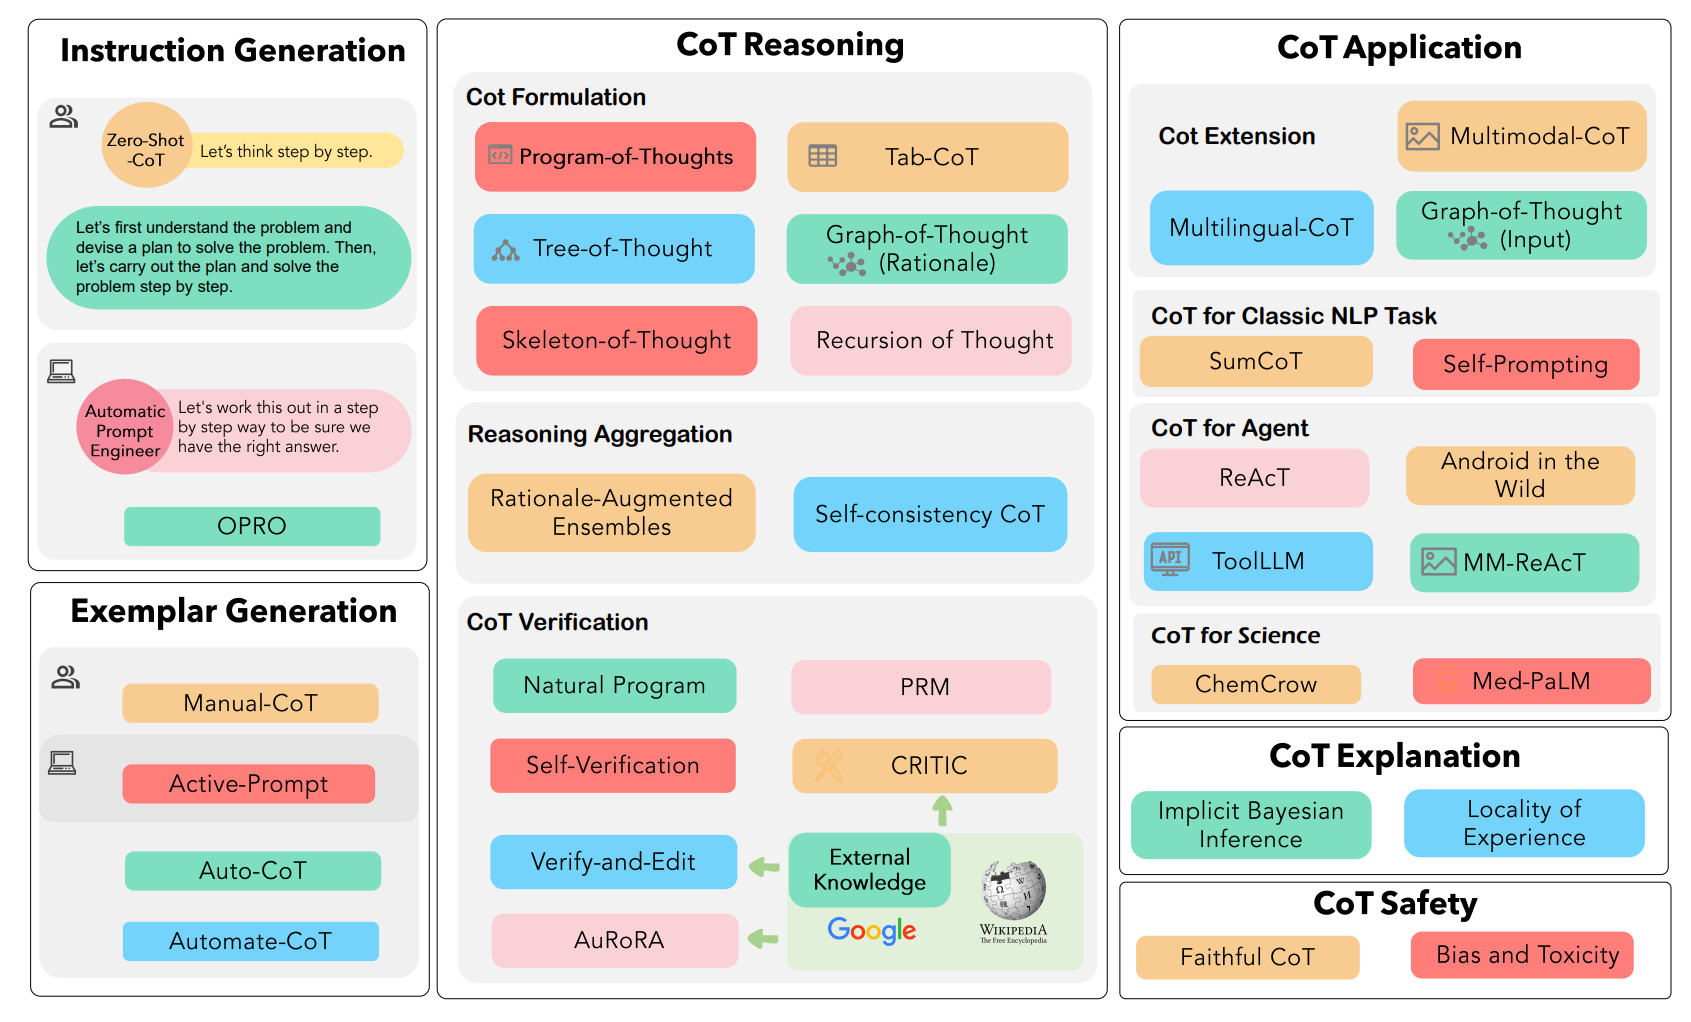 Instruction Generation
Zero-Shot
-CoT
Let's think step by step.
Let's first understand the problem and
devise a plan to solve the problem. Then,
let's carry out the plan and solve the
problem step by step.
Automatic
Prompt
Engineer
Let's work this out in a step
by step way to be sure we
have the right answer.
OPRO
Exemplar Generation
Manual-CoT
Active-Prompt
Auto-CoT
Automate-CoT
CoT Reasoning
Cot Formulation
</> Program-of-Thoughts
Tab-CoT
Tree-of-Thought
Graph-of-Thought
(Rationale)
Skeleton-of-Thought
Recursion of Thought
Reasoning Aggregation
Rationale-Augmented
Ensembles
Self-consistency CoT
CoT Verification
Natural Program
PRM
Self-Verification
CRITIC
Verify-and-Edit
AuRoRA
External
Knowledge
Google
WIKIPEDIA
The Free Encyclopedia
CoT Application
Cot Extension
Multimodal-CoT
Multilingual-CoT
Graph-of-Thought
(Input)
CoT for Classic NLP Task
SumCoT
Self-Prompting
CoT for Agent
ReAcT
Android in the
Wild
API ToolLLM
MM-ReAcT
CoT for Science
ChemCrow
Med-PaLM
CoT Explanation
Implicit Bayesian
Inference
Locality of
Experience
CoT Safety
Faithful CoT
Bias and Toxicity